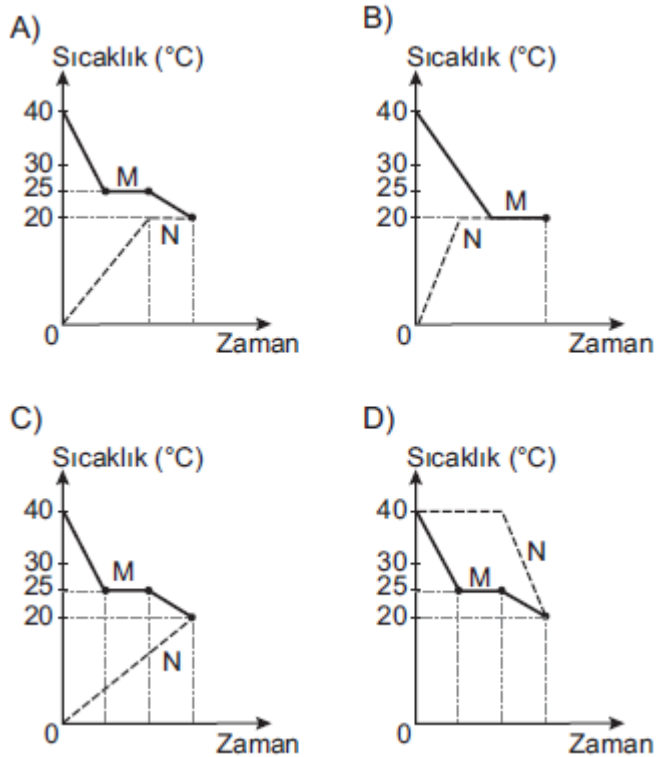 A)
Sıcaklık (°C)
40
30
25
20
0
M
N
Zaman
B)
Sıcaklık (°C)
40
30
25
20
0
M
N
Zaman
C)
Sıcaklık (°C)
40
30
25
20
0
M
N
Zaman
D)
Sıcaklık (°C)
40
30
25
20
0
N
M
Zaman